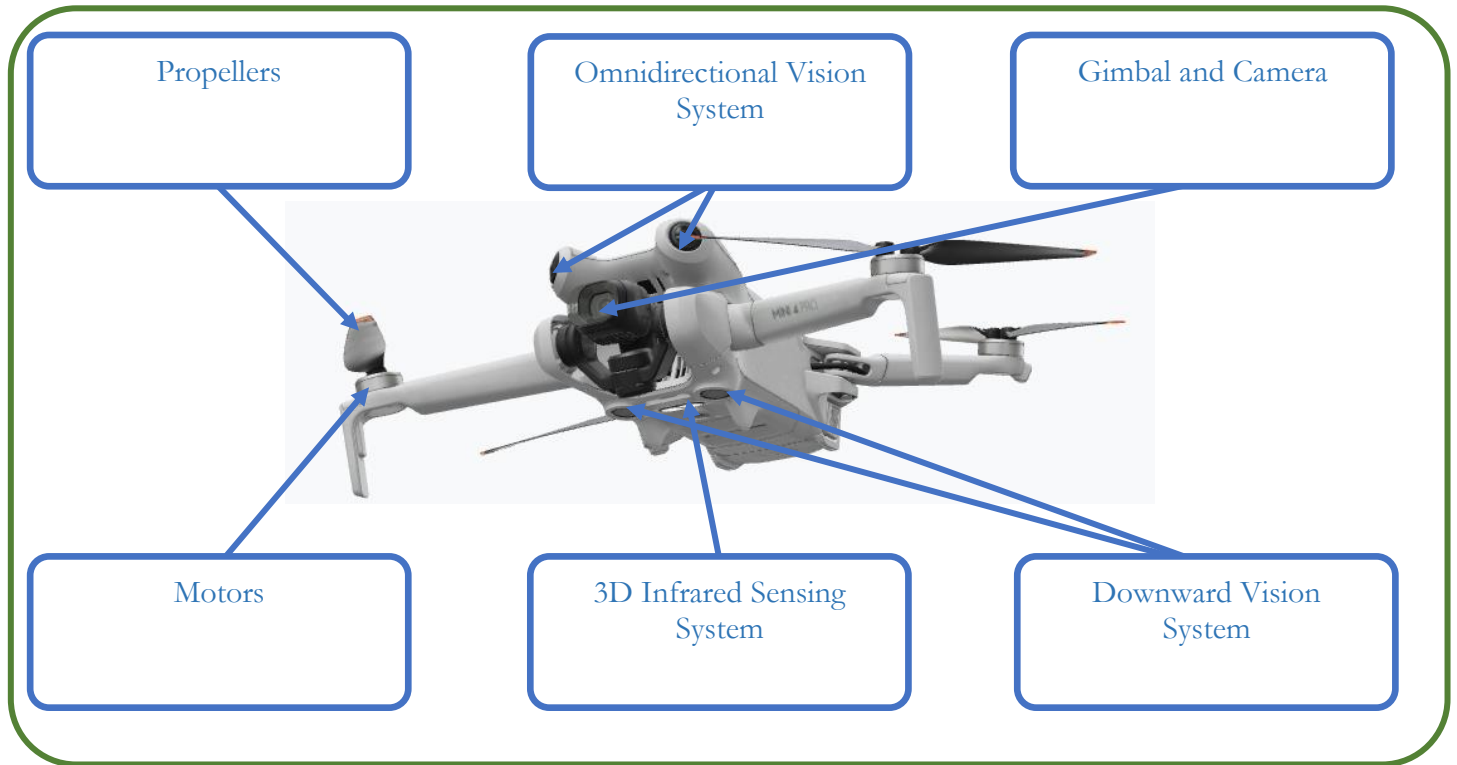 Propellers
Omnidirectional Vision
System
Gimbal and Camera
MINI 4 PRO
Motors
3D Infrared Sensing
System
Downward Vision
System